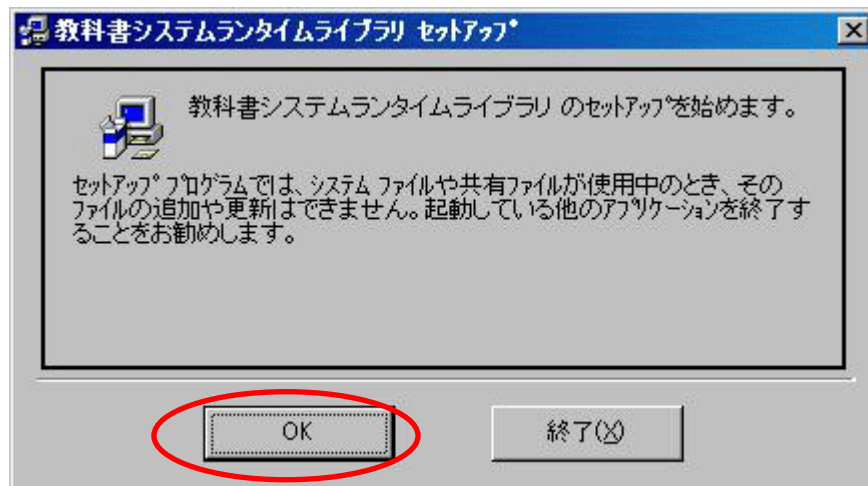 教科書システムランタイムライブラリ ｾｯﾄｱｯﾌﾟ
教科書システムランタイムライブラリ のｾｯﾄｱｯﾌﾟを始めます。
ｾｯﾄｱｯﾌﾟ ﾌﾟﾛｸﾞﾗﾑでは、ｼｽﾃﾑ ﾌｧｲﾙや共有ﾌｧｲﾙが使用中のとき、その
ﾌｧｲﾙの追加や更新はできません。起動している他のｱﾌﾟﾘｹｰｼｮﾝを終了す
ることをお勧めします。
OK
終了(X)